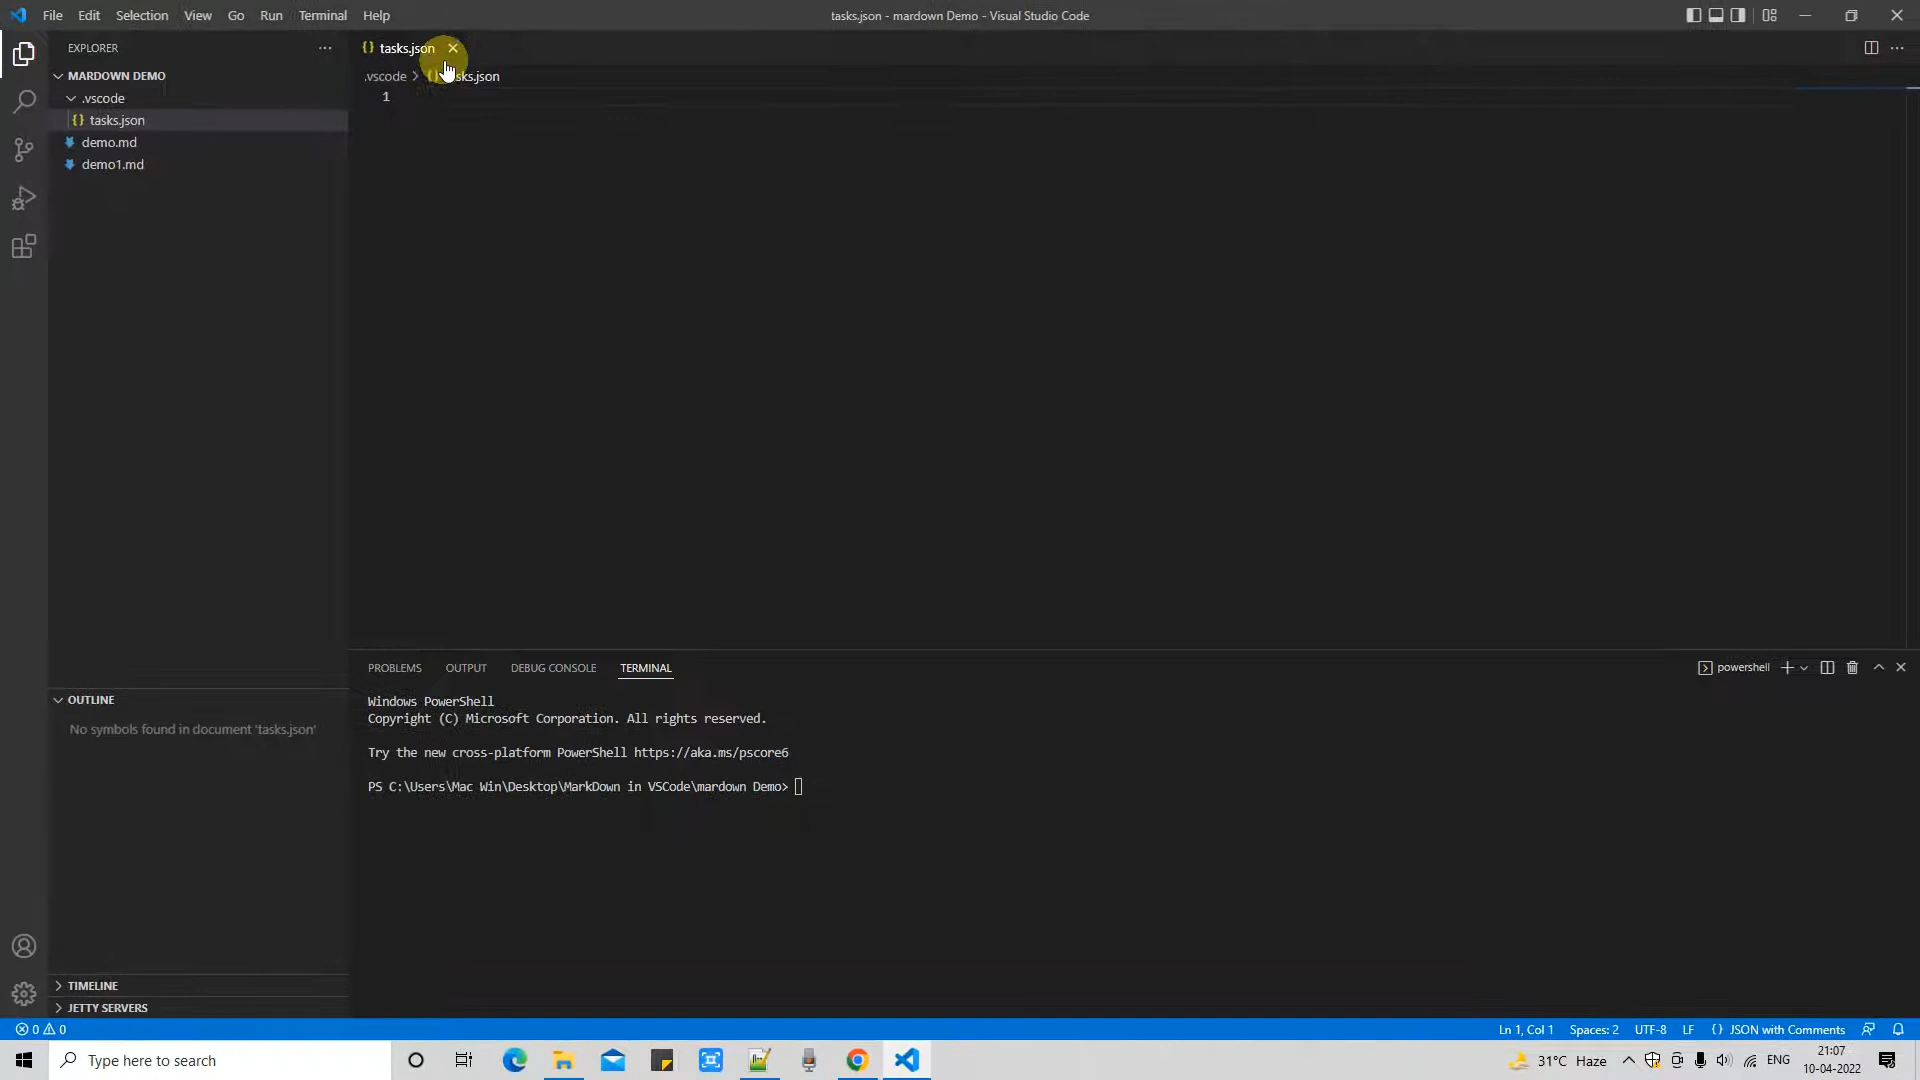 File Edit Selection View Go Run Terminal Help
tasks.json - mardown Demo - Visual Studio Code
EXPLORER
MARDOWN DEMO
.vscode
tasks.json
demo.md
demo1.md
OUTLINE
No symbols found in document 'tasks.json'
TIMELINE
JETTY SERVERS
tasks.json
.vscode > sks.json
1
PROBLEMS OUTPUT DEBUG CONSOLE TERMINAL
powershell
Windows PowerShell
Copyright (C) Microsoft Corporation. All rights reserved.
Try the new cross-platform PowerShell https://aka.ms/pscore6
PS C:\Users\Mac Win\Desktop\MarkDown in VSCode\mardown Demo>
0 0
Ln 1, Col 1 Spaces: 2 UTF-8 LF {} JSON with Comments
Type here to search
31°C Haze
ENG
21:07
10-04-2022